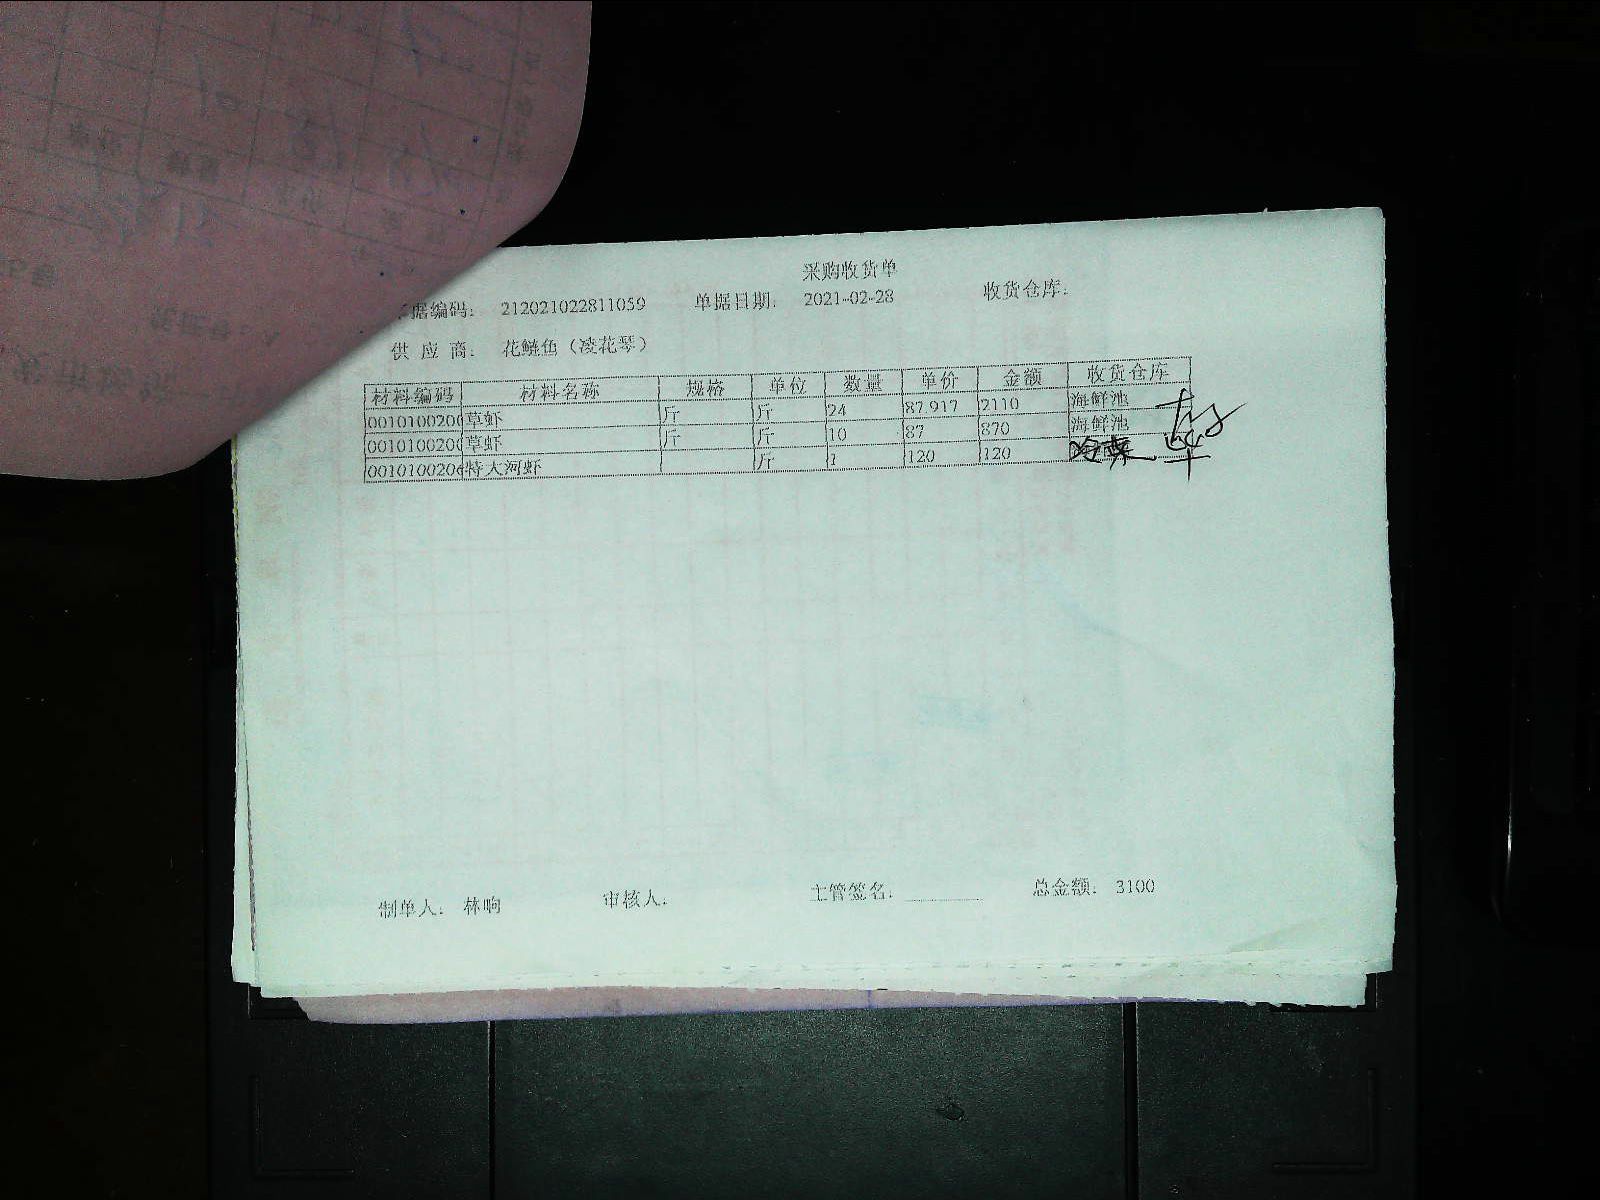 采购收货单
据编码： 212021022811059 单据日期： 2021-02-28 收货仓库：
供 应 商： 花鲢鱼（凌花琴）
材料编码 材料名称 规格 单位 数量 单价 金额 收货仓库
0010100200 草虾 斤 斤 24 87.917 2110 海鲜池
0010100200 草虾 斤 斤 10 87 870 海鲜池
001010020 特大河虾 斤 1 120 120
制单人： 林响 审核人： 主管签名： 总金额： 3100